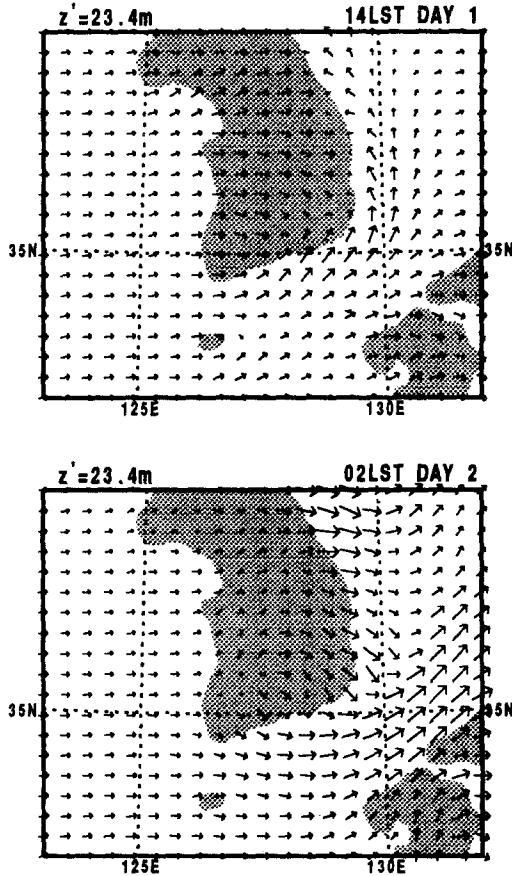 z'=23.4m 14LST DAY 1
35N 35N
125E 130E
z'=23.4m 02LST DAY 2
35N 35N
125E 130E